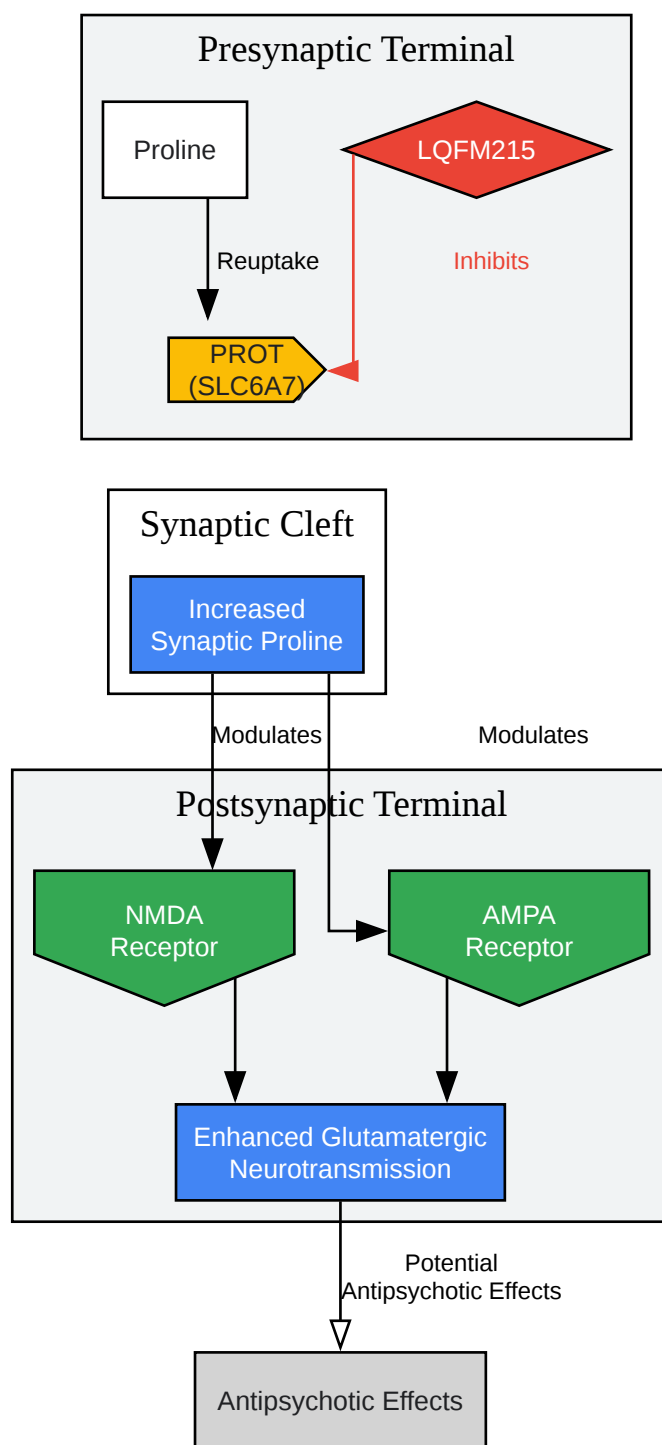 Presynaptic Terminal
Proline
LQFM215
Reuptake
Inhibits
PROT
(SLC6A7)
Synaptic Cleft
Increased
Synaptic Proline
Modulates
Modulates
Postsynaptic Terminal
NMDA
Receptor
AMPA
Receptor
Enhanced Glutamatergic
Neurotransmission
Potential
Antipsychotic Effects
Antipsychotic Effects